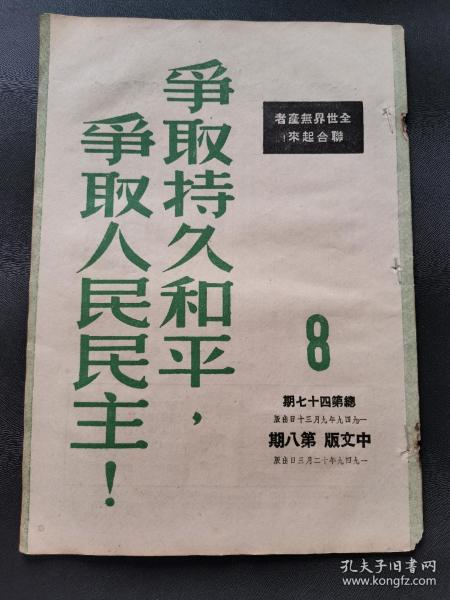 全世界無產者
聯合起來!
爭取持久和平，
爭取人民民主！
8
總第四十七期
一九四九年九月三十日出版
中文版 第八期
一九四九年十二月三日出版
孔夫子旧书网
www.kongfz.com